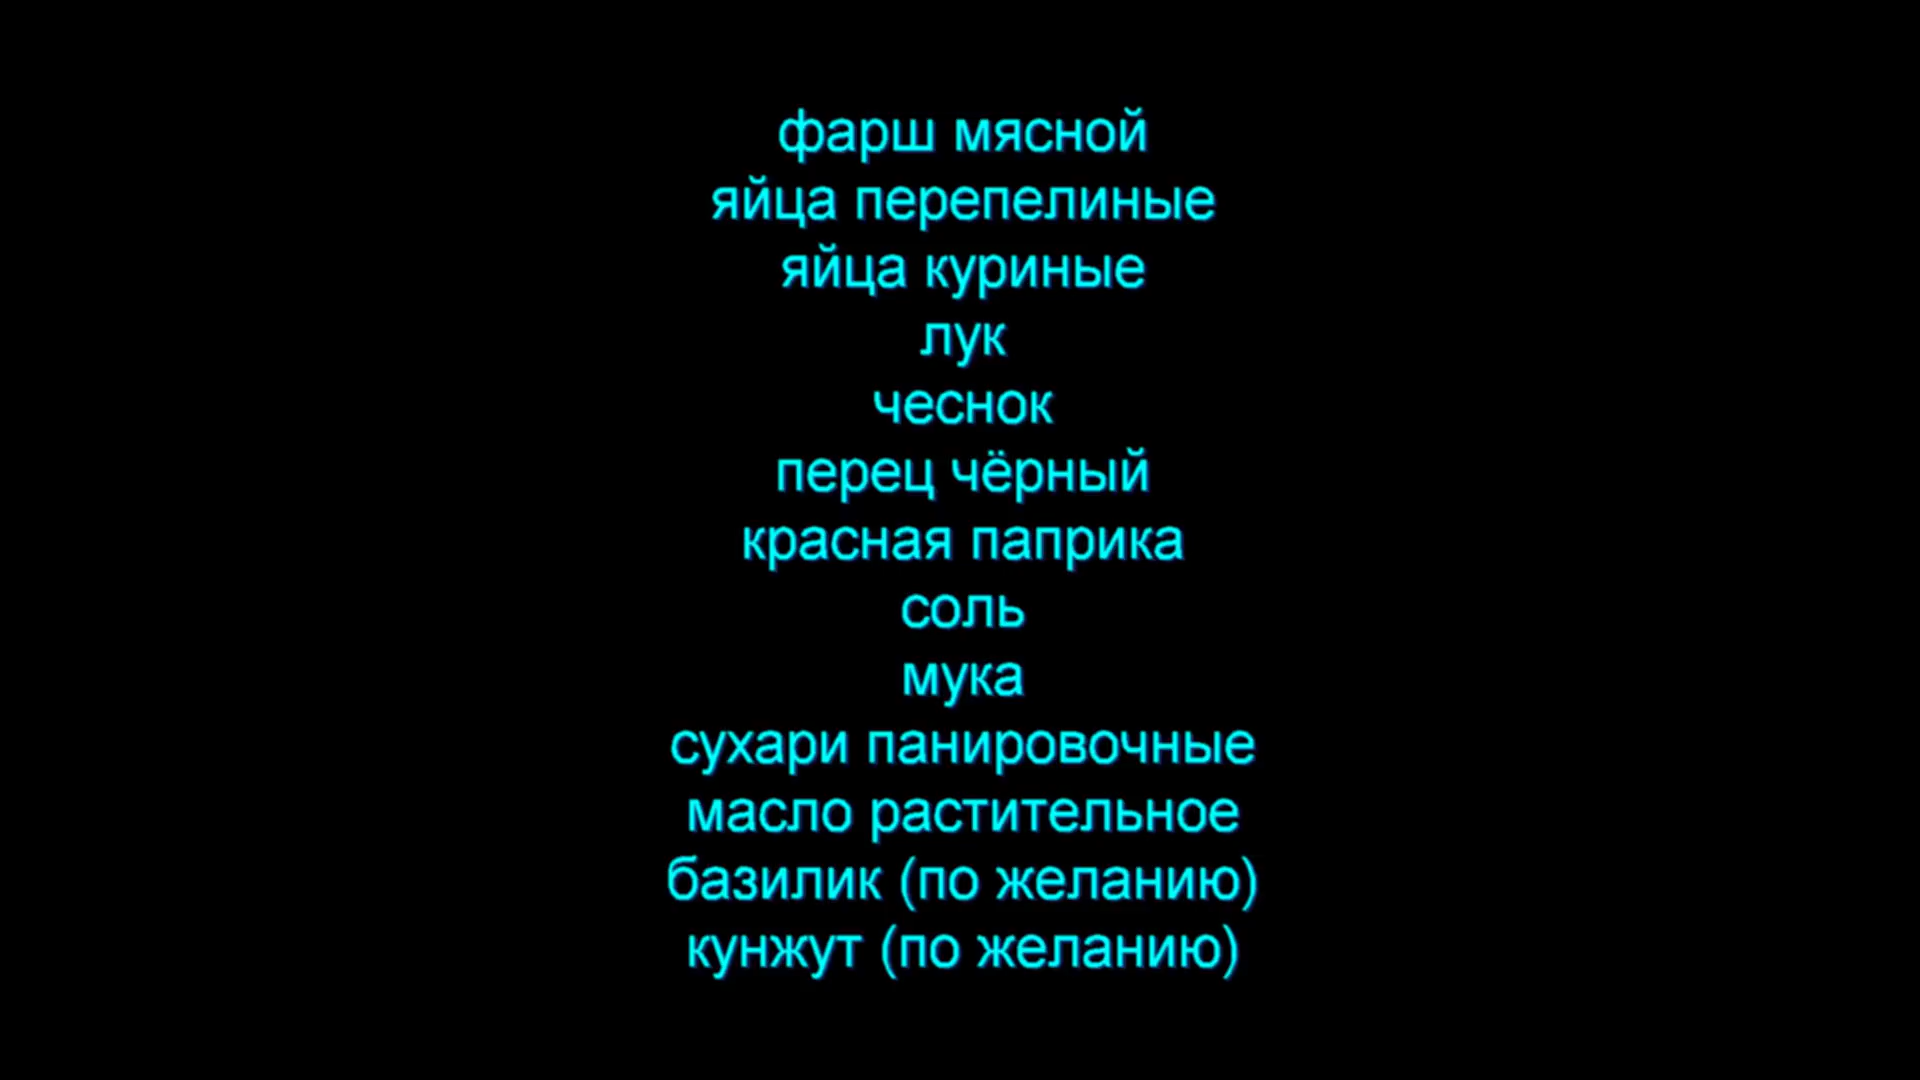 фарш мясной
яйца перепелиные
яйца куриные
лук
чеснок
перец чёрный
красная паприка
соль
мука
сухари панировочные
масло растительное
базилик (по желанию)
кунжут (по желанию)